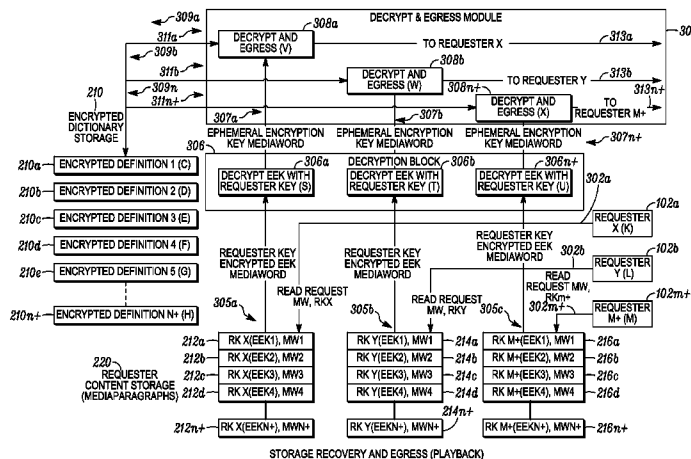 309a
311a
309b
308a
DECRYPT & EGRESS MODULE
30
DECRYPT AND
EGRESS (V)
TO REQUESTER X
313a
308b
311b
309n
DECRYPT AND
EGRESS (W)
TO REQUESTER Y
313b
308n+
313n+
311n+
DECRYPT AND
EGRESS (X)
TO
REQUESTER M+
210
ENCRYPTED
DICTIONARY
STORAGE
307a
307b
307n+
EPHEMERAL ENCRYPTION
KEY MEDIAWORD
EPHEMERAL ENCRYPTION
KEY MEDIAWORD
EPHEMERAL ENCRYPTION
KEY MEDIAWORD
306
306a
DECRYPTION BLOCK
306b
306n+
DECRYPT EEK WITH
REQUESTER KEY (S)
DECRYPT EEK WITH
REQUESTER KEY (T)
DECRYPT EEK WITH
REQUESTER KEY (U)
210a
ENCRYPTED DEFINITION 1 (C)
210b
ENCRYPTED DEFINITION 2 (D)
210c
ENCRYPTED DEFINITION 3 (E)
210d
ENCRYPTED DEFINITION 4 (F)
210e
ENCRYPTED DEFINITION 5 (G)
210n+
ENCRYPTED DEFINITION N+ (H)
302a
102a
REQUESTER
X (K)
302b
102b
REQUESTER
Y (L)
302m+
102m+
REQUESTER
M+ (M)
REQUESTER KEY
ENCRYPTED EEK
MEDIAWORD
REQUESTER KEY
ENCRYPTED EEK
MEDIAWORD
REQUESTER KEY
ENCRYPTED EEK
MEDIAWORD
READ REQUEST
MW, RKX
READ REQUEST
MW, RKY
READ
REQUEST
MW, RKm+
305a
305b
305c
220
REQUESTER
CONTENT STORAGE
(MEDIAPARAGRAPHS)
212a
RK X(EEK1), MW1
212b
RK X(EEK2), MW2
212c
RK X(EEK3), MW3
212d
RK X(EEK4), MW4
212n+
RK X(EEKN+), MWN+
RK Y(EEK1), MW1
214a
RK Y(EEK2), MW2
214b
RK Y(EEK3), MW3
214c
RK Y(EEK4), MW4
214d
RK Y(EEKN+), MWN+
214n+
RK M+(EEK1), MW1
216a
RK M+(EEK2), MW2
216b
RK M+(EEK3), MW3
216c
RK M+(EEK4), MW4
216d
RK M+(EEKN+), MWN+
216n+
STORAGE RECOVERY AND EGRESS (PLAYBACK)